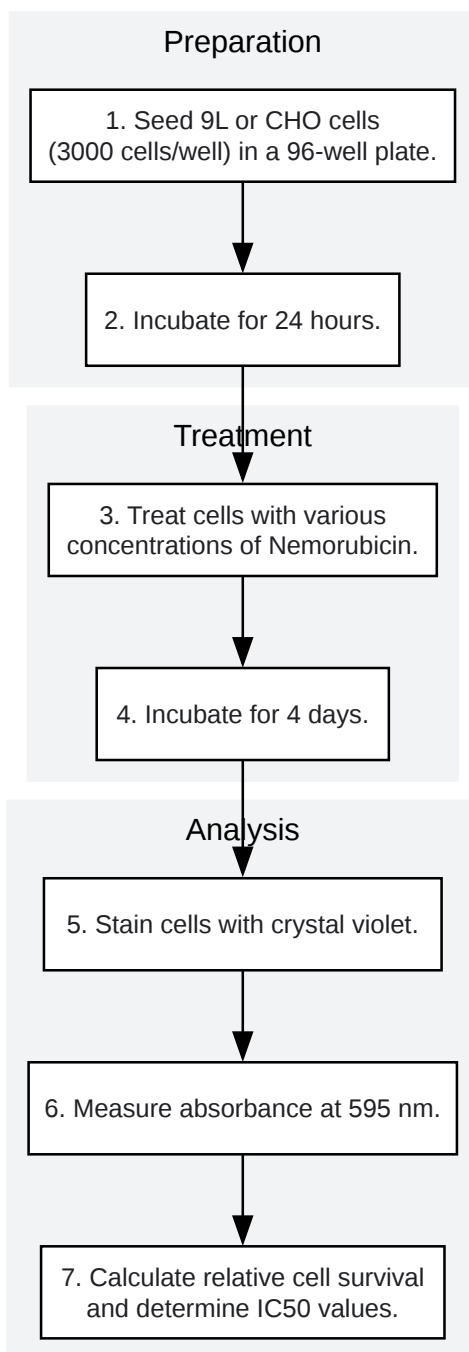 Preparation
1. Seed 9L or CHO cells
(3000 cells/well) in a 96-well plate.
2. Incubate for 24 hours.
Treatment
3. Treat cells with various
concentrations of Nemorubicin.
4. Incubate for 4 days.
Analysis
5. Stain cells with crystal violet.
6. Measure absorbance at 595 nm.
7. Calculate relative cell survival
and determine IC50 values.